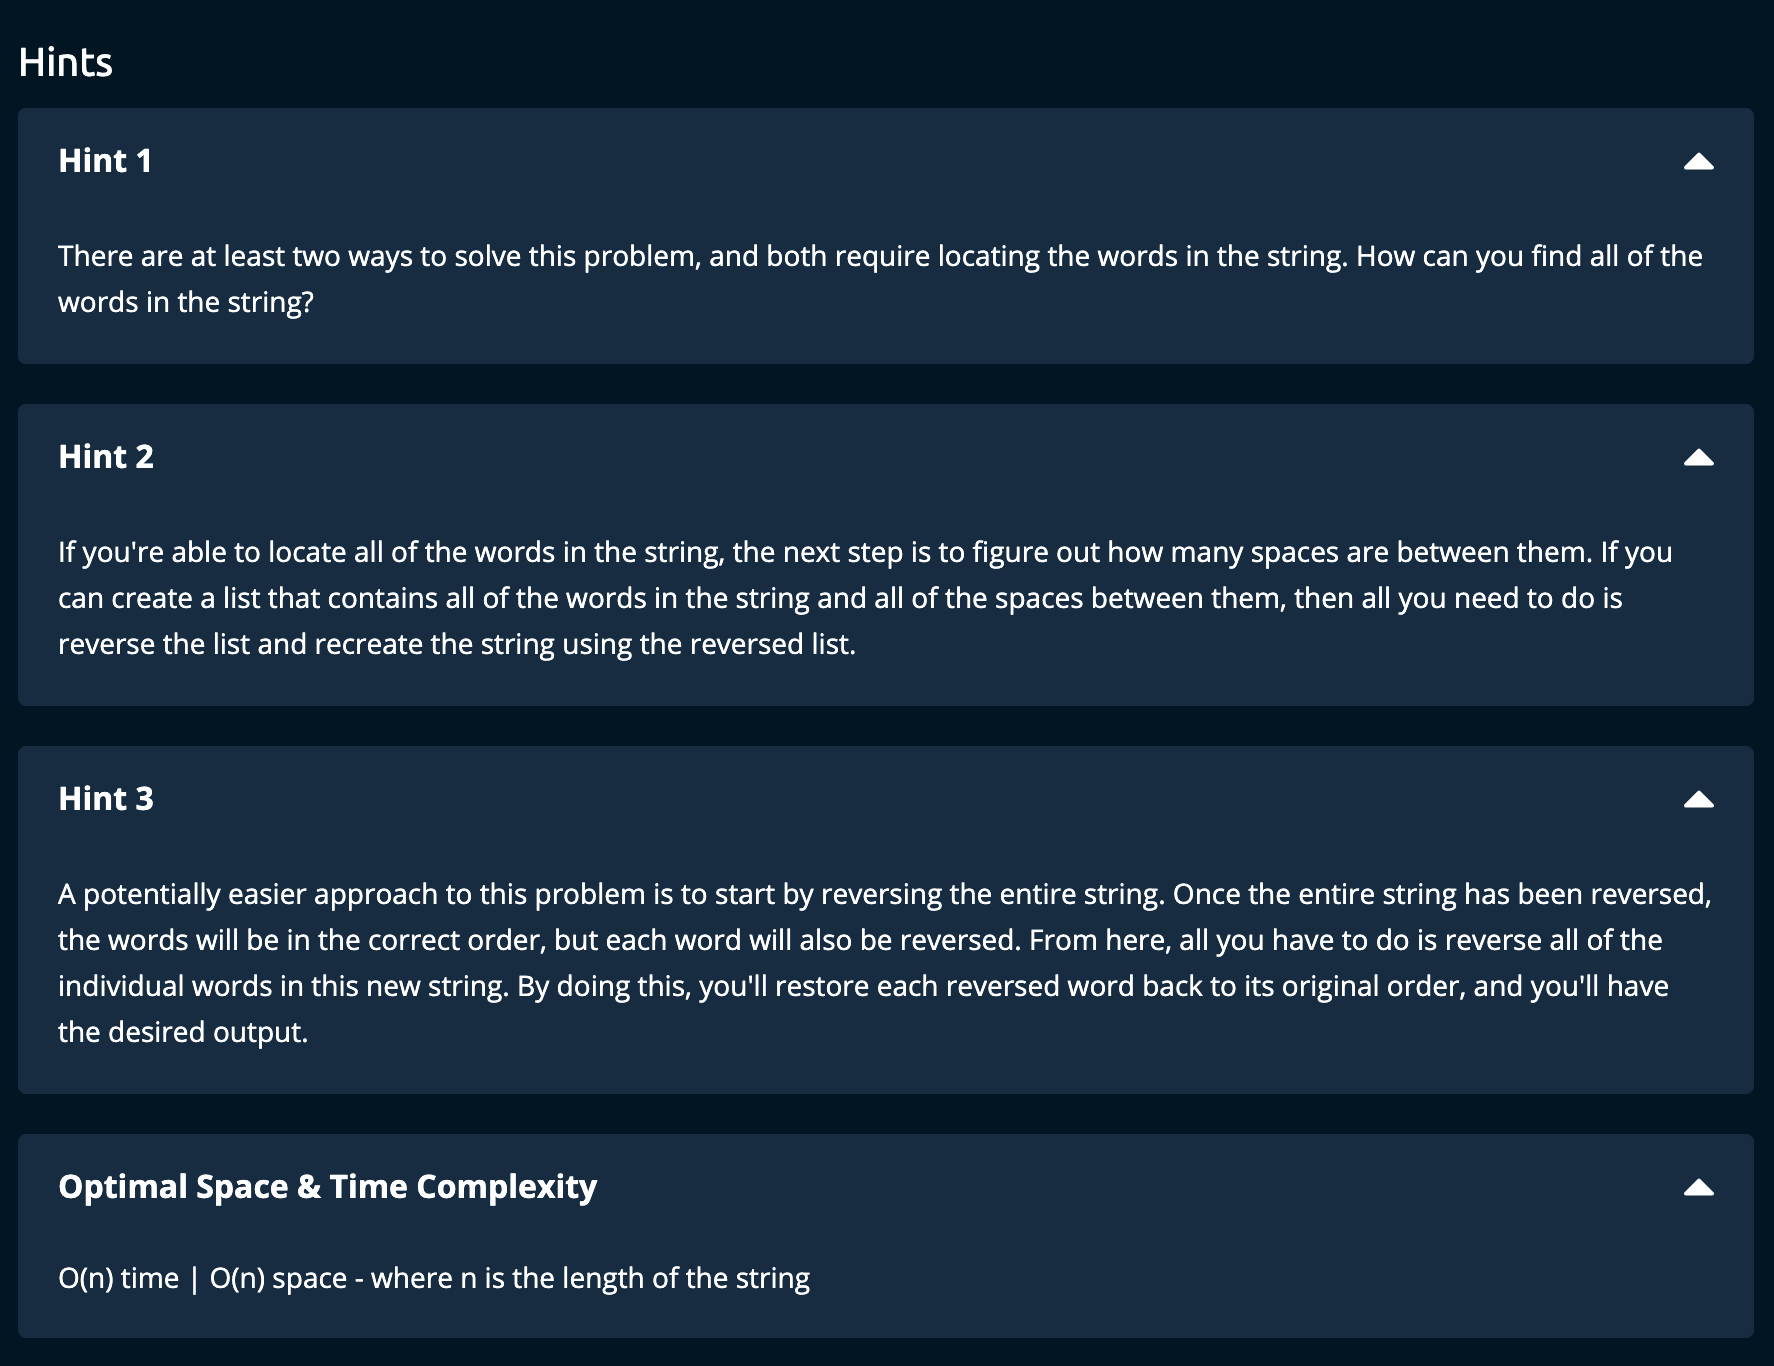 Hints
Hint 1
There are at least two ways to solve this problem, and both require locating the words in the string. How can you find all of the
words in the string?
Hint 2
If you're able to locate all of the words in the string, the next step is to figure out how many spaces are between them. If you
can create a list that contains all of the words in the string and all of the spaces between them, then all you need to do is
reverse the list and recreate the string using the reversed list.
Hint 3
A potentially easier approach to this problem is to start by reversing the entire string. Once the entire string has been reversed,
the words will be in the correct order, but each word will also be reversed. From here, all you have to do is reverse all of the
individual words in this new string. By doing this, you'll restore each reversed word back to its original order, and you'll have
the desired output.
Optimal Space & Time Complexity
O(n) time | O(n) space - where n is the length of the string